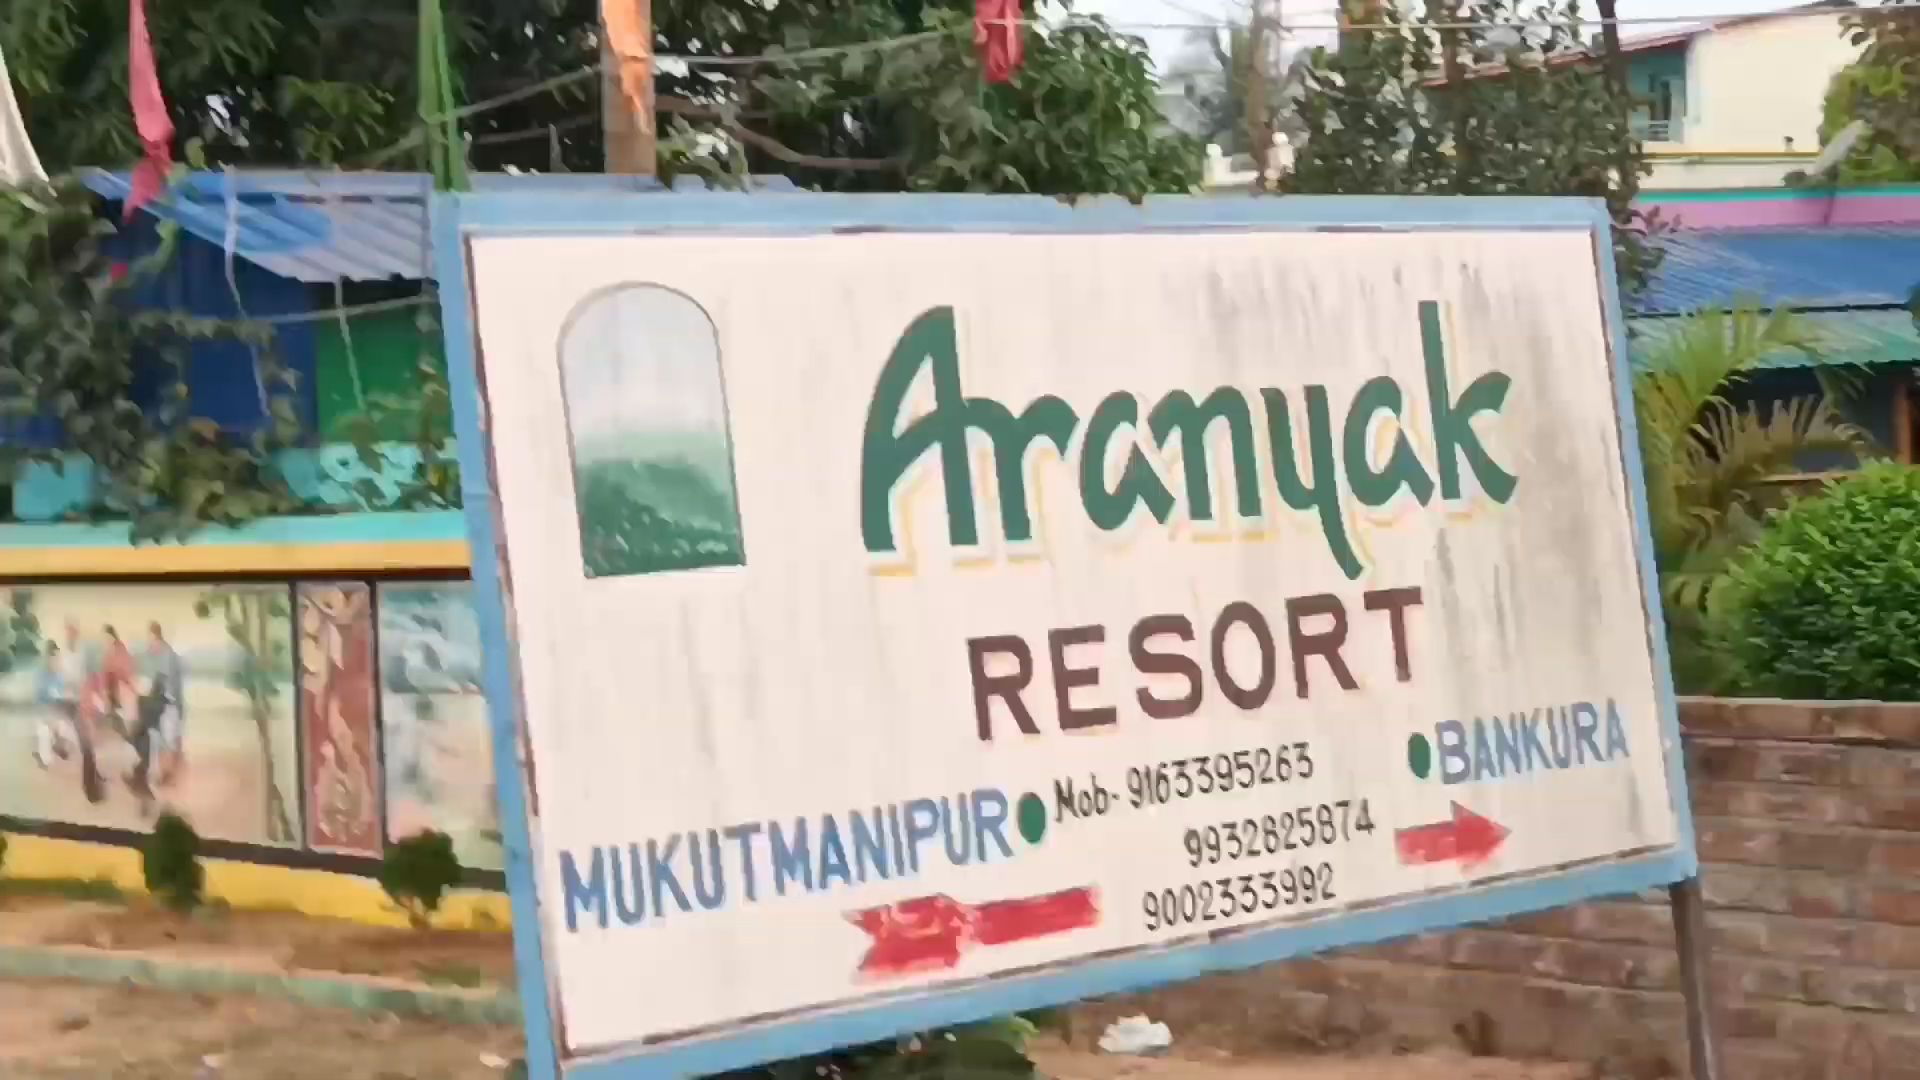 Aranyak
RESORT
MUKUTMANIPUR
Mob- 9163395263
9932825874
9002333992
BANKURA